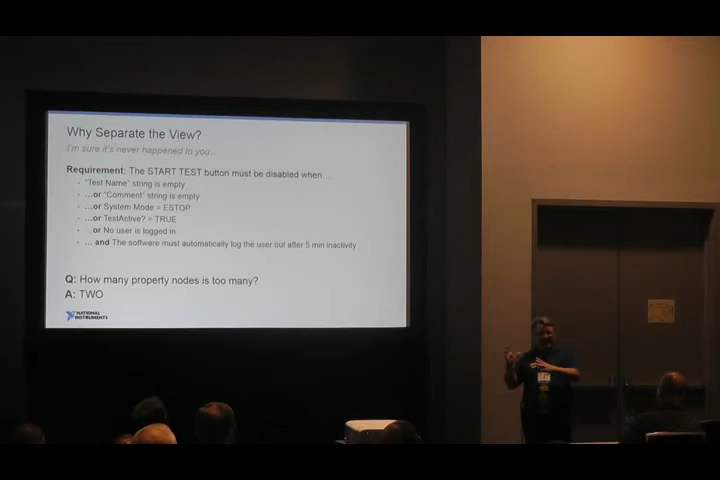 Why Separate the View?
I'm sure it's never happened to you...
Requirement: The START TEST button must be disabled when…
- "Test Name" string is empty
- …or "Comment" string is empty
- …or System Mode = ESTOP
- …or TestActive? = TRUE
- …or No user is logged in
- … and The software must automatically log the user out after 5 min inactivity
Q: How many property nodes is too many?
A: TWO
NATIONAL
INSTRUMENTS